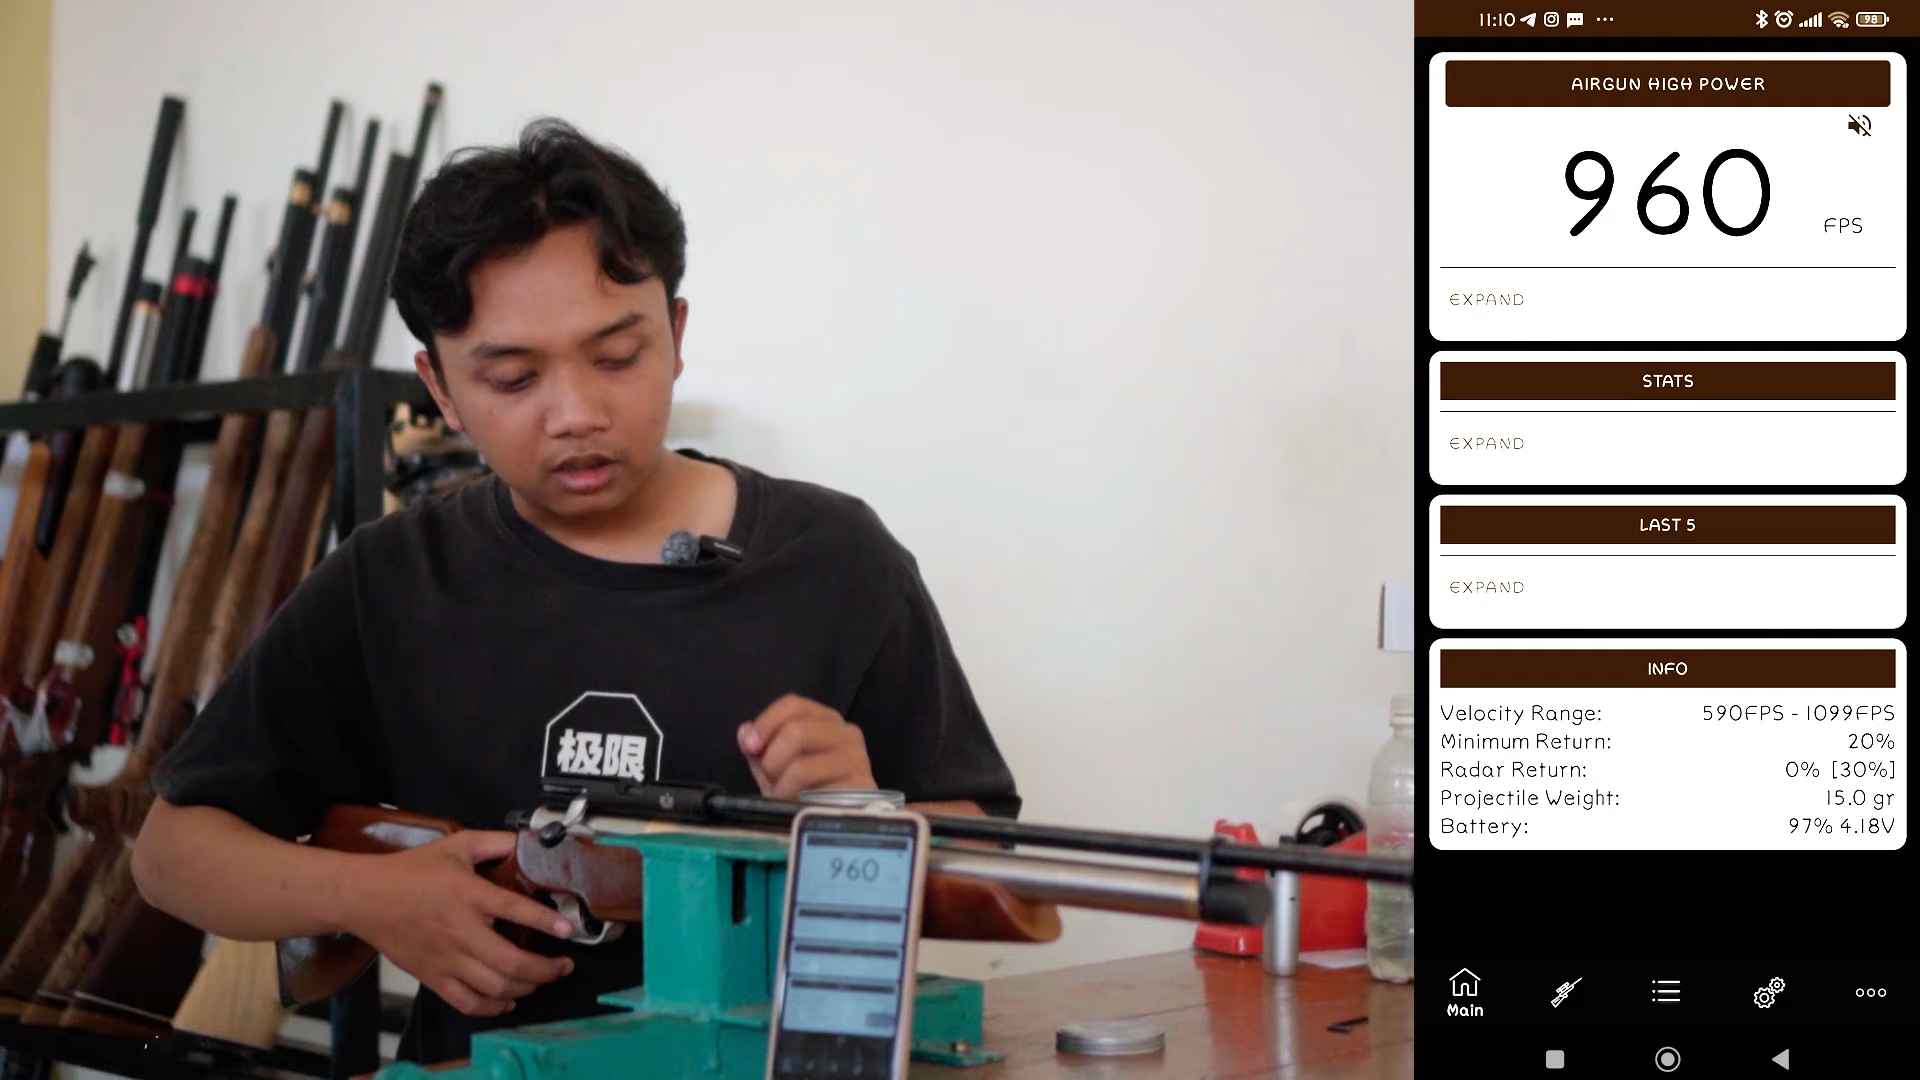 极限
960
11:10
98
AIRGUN HIGH POWER
960
FPS
EXPAND
STATS
EXPAND
LAST 5
EXPAND
INFO
Velocity Range: 590FPS - 1099FPS
Minimum Return: 20%
Radar Return: 0% [30%]
Projectile Weight: 15.0 gr
Battery: 97% 4.18V
Main